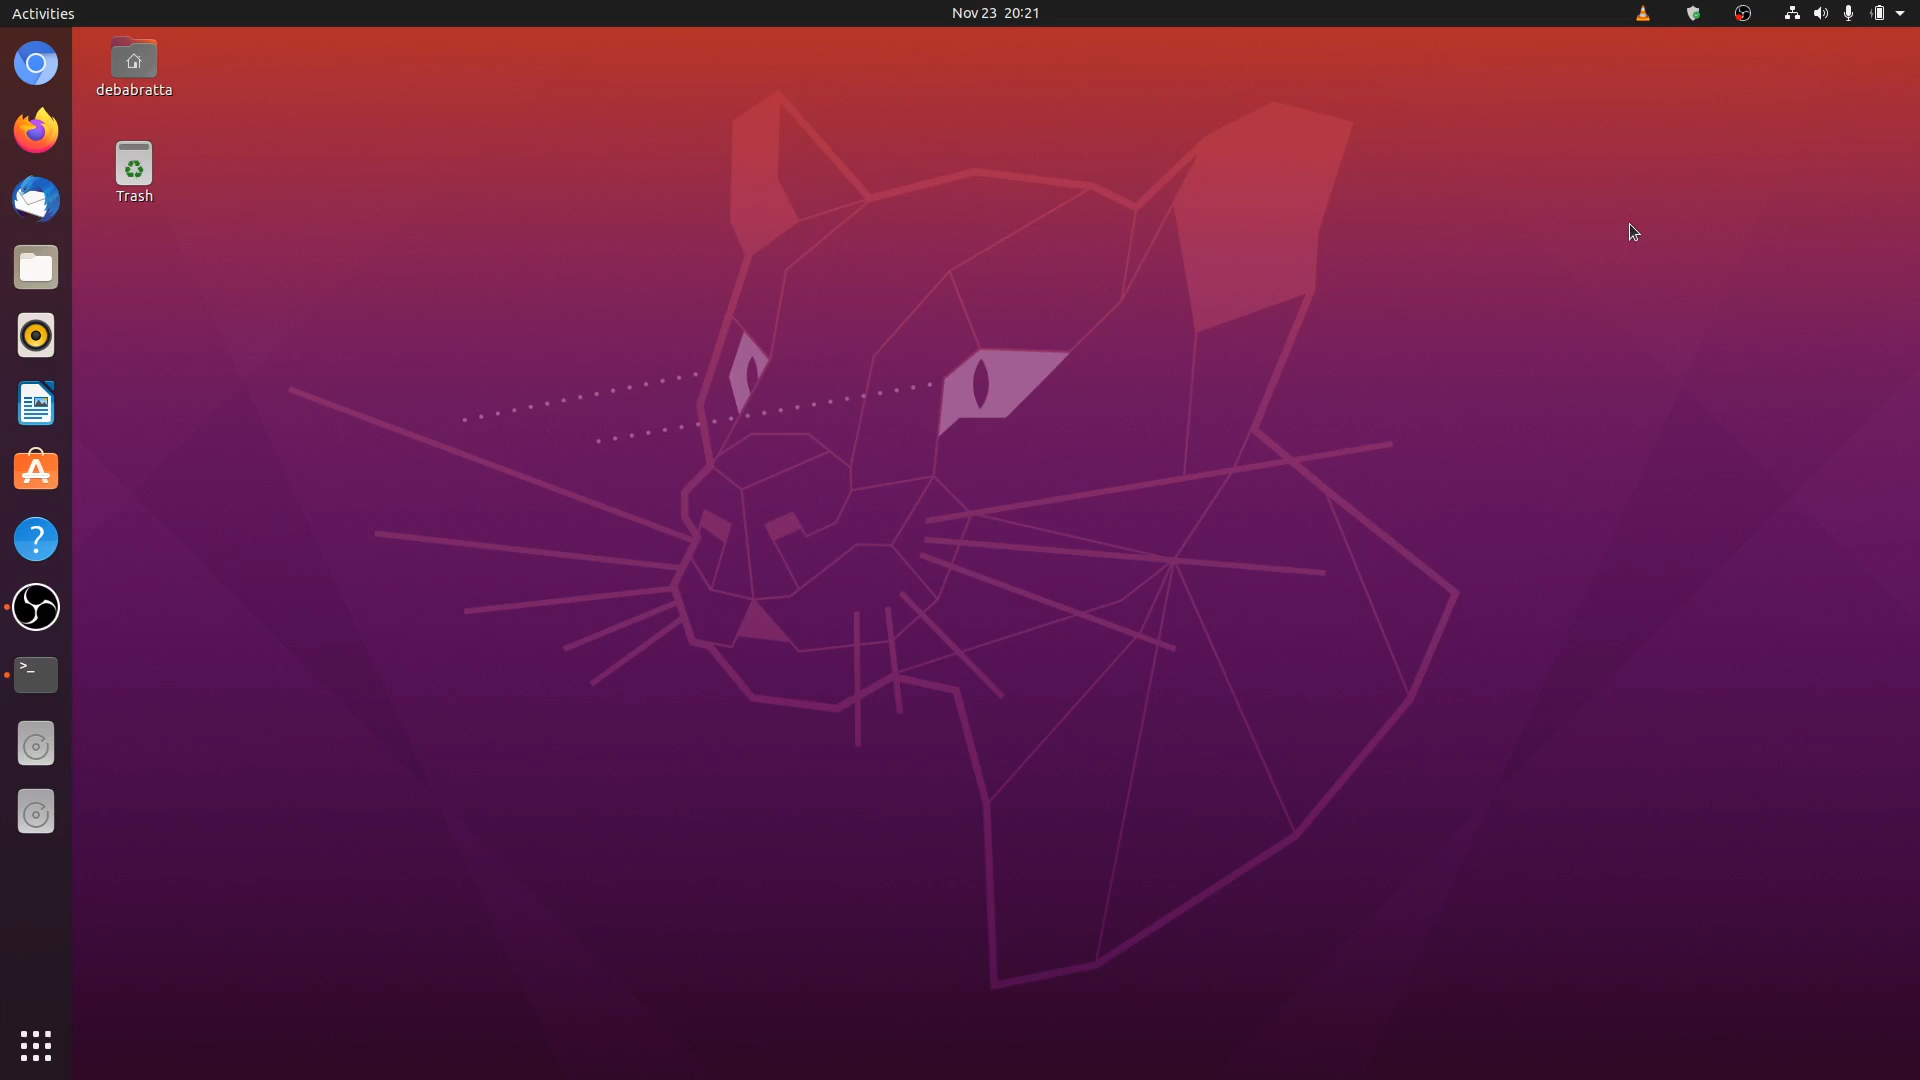 Activities
Nov 23 20:21
debabratta
Trash
?
>_